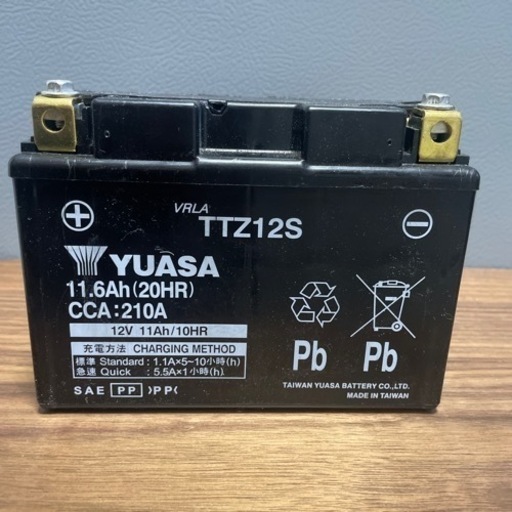 VRLA
TTZ12S
YUASA
11.6Ah(20HR)
CCA:210A
12V 11Ah/10HR
充電方法 CHARGING METHOD
標準 Standard : 1.1A×5~10小時(h)
急速 Quick : 5.5A×1小時(h)
SAE PP >PP<
Pb Pb
TAIWAN YUASA BATTERY CO.,LTD.
MADE IN TAIWAN